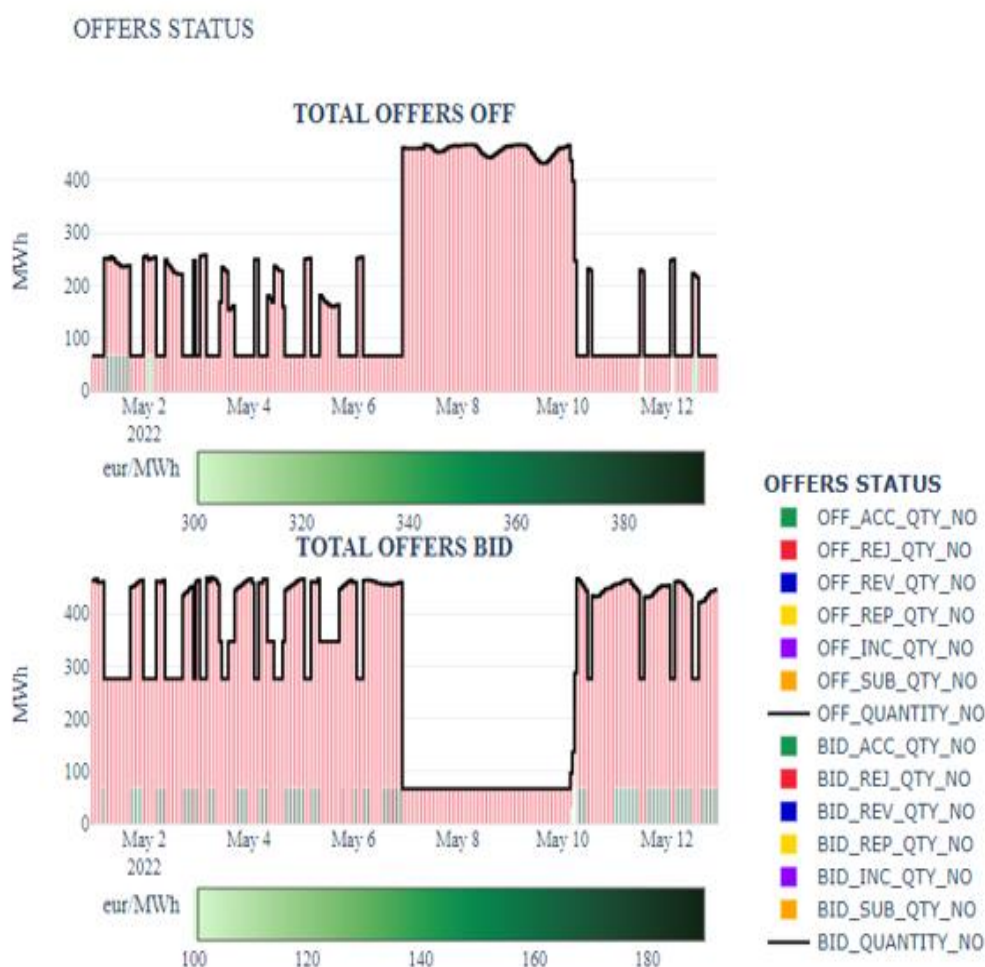 OFFERS STATUS
TOTAL OFFERS OFF
MWh
400
300
200
100
0
May 2
2022
May 4
May 6
May 8
May 10
May 12
eur/MWh
300
320
340
360
380
TOTAL OFFERS BID
MWh
400
300
200
100
0
May 2
2022
May 4
May 6
May 8
May 10
May 12
eur/MWh
100
120
140
160
180
OFFERS STATUS
OFF_ACC_QTY_NO
OFF_REJ_QTY_NO
OFF_REV_QTY_NO
OFF_REP_QTY_NO
OFF_INC_QTY_NO
OFF_SUB_QTY_NO
OFF_QUANTITY_NO
BID_ACC_QTY_NO
BID_REJ_QTY_NO
BID_REV_QTY_NO
BID_REP_QTY_NO
BID_INC_QTY_NO
BID_SUB_QTY_NO
BID_QUANTITY_NO